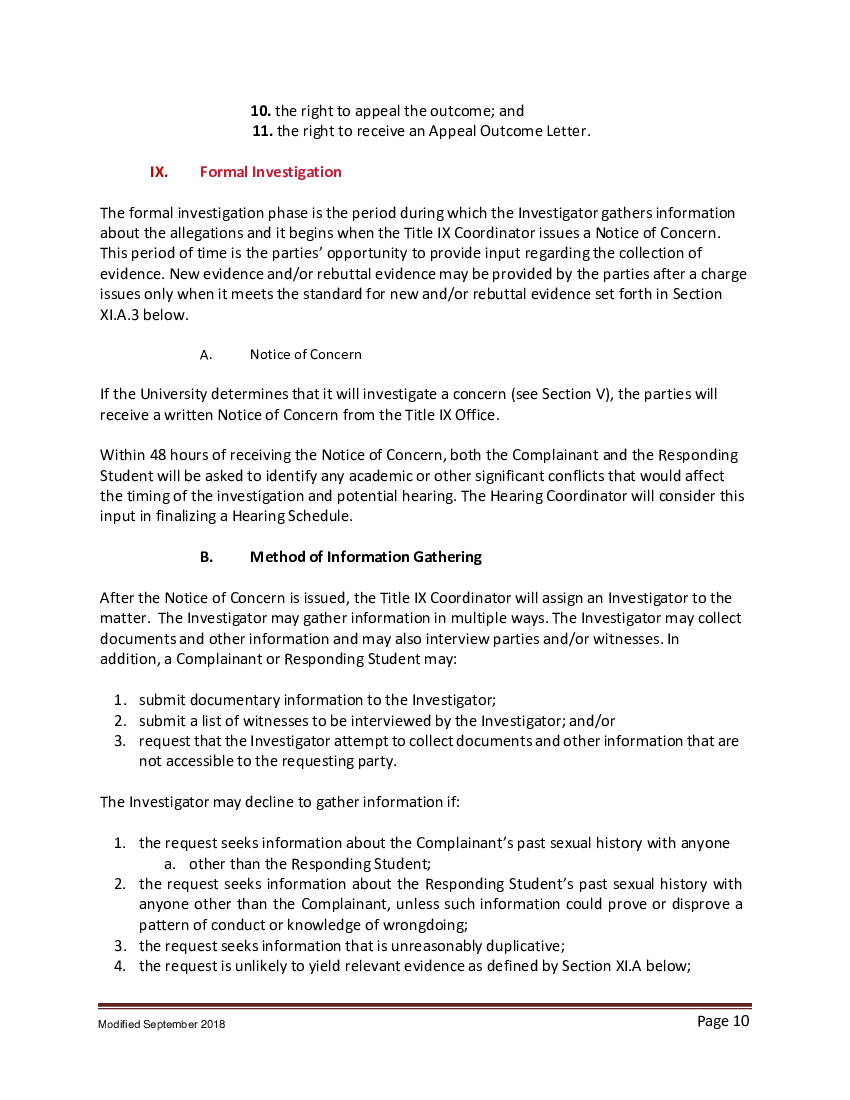 10. the right to appeal the outcome; and
11. the right to receive an Appeal Outcome Letter.
IX. Formal Investigation
The formal investigation phase is the period during which the Investigator gathers information
about the allegations and it begins when the Title IX Coordinator issues a Notice of Concern.
This period of time is the parties’ opportunity to provide input regarding the collection of
evidence. New evidence and/or rebuttal evidence may be provided by the parties after a charge
issues only when it meets the standard for new and/or rebuttal evidence set forth in Section
XI.A.3 below.
A. Notice of Concern
If the University determines that it will investigate a concern (see Section V), the parties will
receive a written Notice of Concern from the Title IX Office.
Within 48 hours of receiving the Notice of Concern, both the Complainant and the Responding
Student will be asked to identify any academic or other significant conflicts that would affect
the timing of the investigation and potential hearing. The Hearing Coordinator will consider this
input in finalizing a Hearing Schedule.
B. Method of Information Gathering
After the Notice of Concern is issued, the Title IX Coordinator will assign an Investigator to the
matter. The Investigator may gather information in multiple ways. The Investigator may collect
documents and other information and may also interview parties and/or witnesses. In
addition, a Complainant or Responding Student may:
1. submit documentary information to the Investigator;
2. submit a list of witnesses to be interviewed by the Investigator; and/or
3. request that the Investigator attempt to collect documents and other information that are
not accessible to the requesting party.
The Investigator may decline to gather information if:
1. the request seeks information about the Complainant’s past sexual history with anyone
a. other than the Responding Student;
2. the request seeks information about the Responding Student’s past sexual history with
anyone other than the Complainant, unless such information could prove or disprove a
pattern of conduct or knowledge of wrongdoing;
3. the request seeks information that is unreasonably duplicative;
4. the request is unlikely to yield relevant evidence as defined by Section XI.A below;
Modified September 2018
Page 10